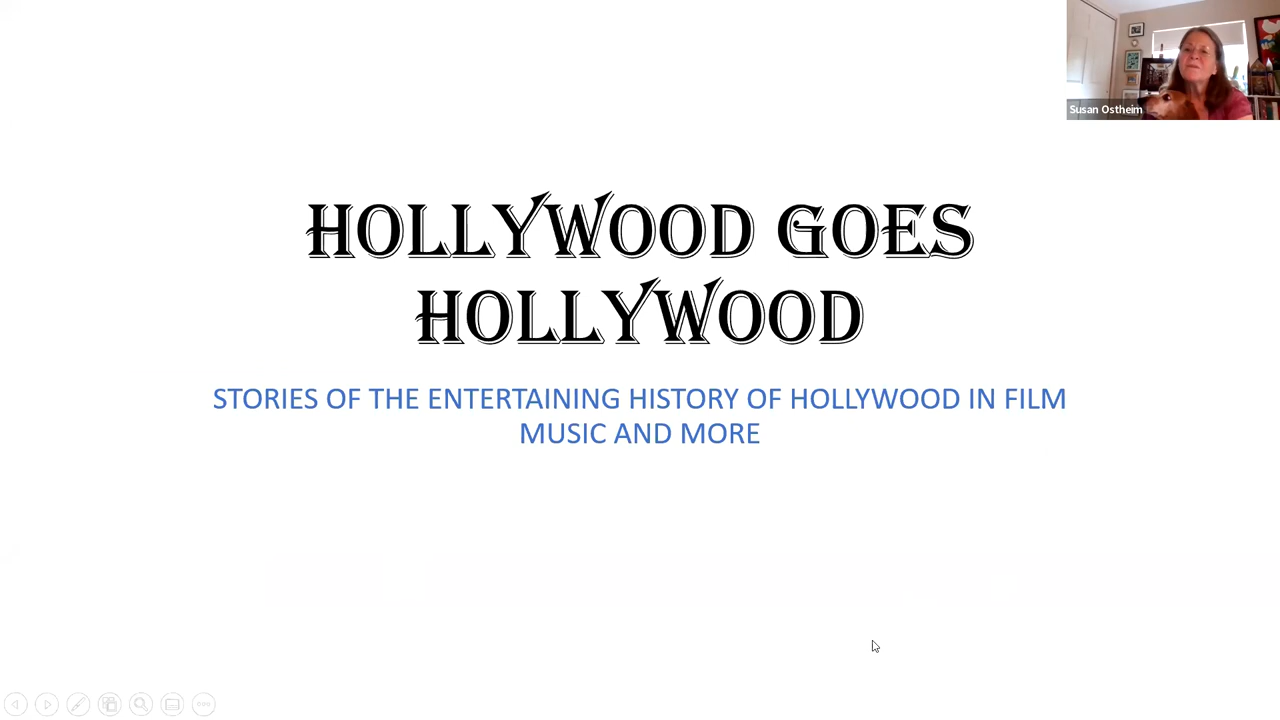 Susan Ostheim
HOLLYWOOD GOES
HOLLYWOOD
STORIES OF THE ENTERTAINING HISTORY OF HOLLYWOOD IN FILM
MUSIC AND MORE